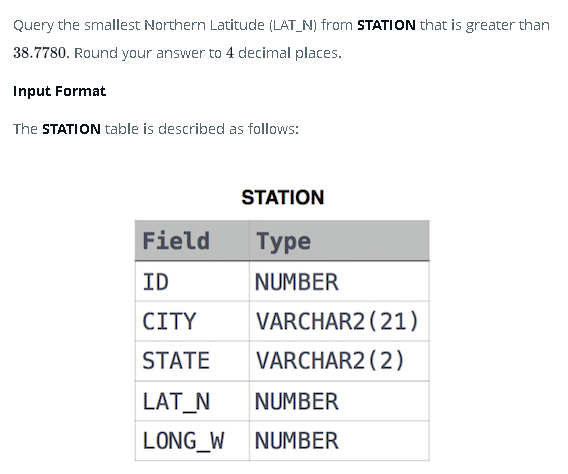 Query the smallest Northern Latitude (LAT_N) from STATION that is greater than
38.7780. Round your answer to 4 decimal places.
Input Format
The STATION table is described as follows:
STATION
Field Type
ID NUMBER
CITY VARCHAR2(21)
STATE VARCHAR2(2)
LAT_N NUMBER
LONG_W NUMBER